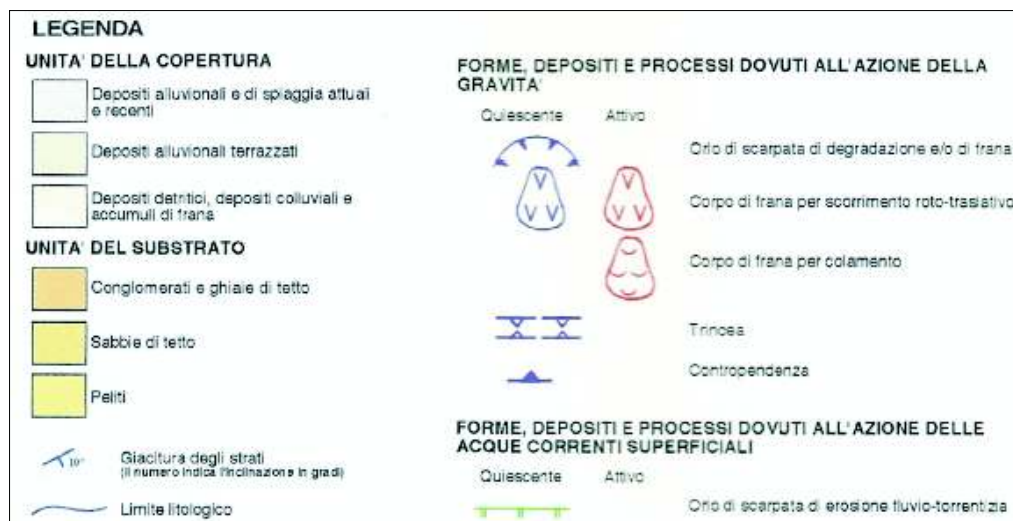 LEGENDA
UNITA' DELLA COPERTURA
Depositi alluvionali e di spiaggia attuali
e recenti
Depositi alluvionali terrazzati
Depositi detritici, depositi colluviali e
accumuli di frana
UNITA' DEL SUBSTRATO
Conglomerati e ghiaie di tetto
Sabbie di tetto
Peliti
10°
Giacitura degli strati
(il numero indica l'inclinazione in gradi)
Limite litologico
FORME, DEPOSITI E PROCESSI DOVUTI ALL'AZIONE DELLA
GRAVITA'
Quiescente Attivo
Orlo di scarpata di degradazione e/o di frana
Corpo di frana per scorrimento roto-traslativo
Corpo di frana per colamento
Trincea
Contropendenza
FORME, DEPOSITI E PROCESSI DOVUTI ALL'AZIONE DELLE
ACQUE CORRENTI SUPERFICIALI
Quiescente Attivo
Orlo di scarpata di erosione fluvio-torrentizia